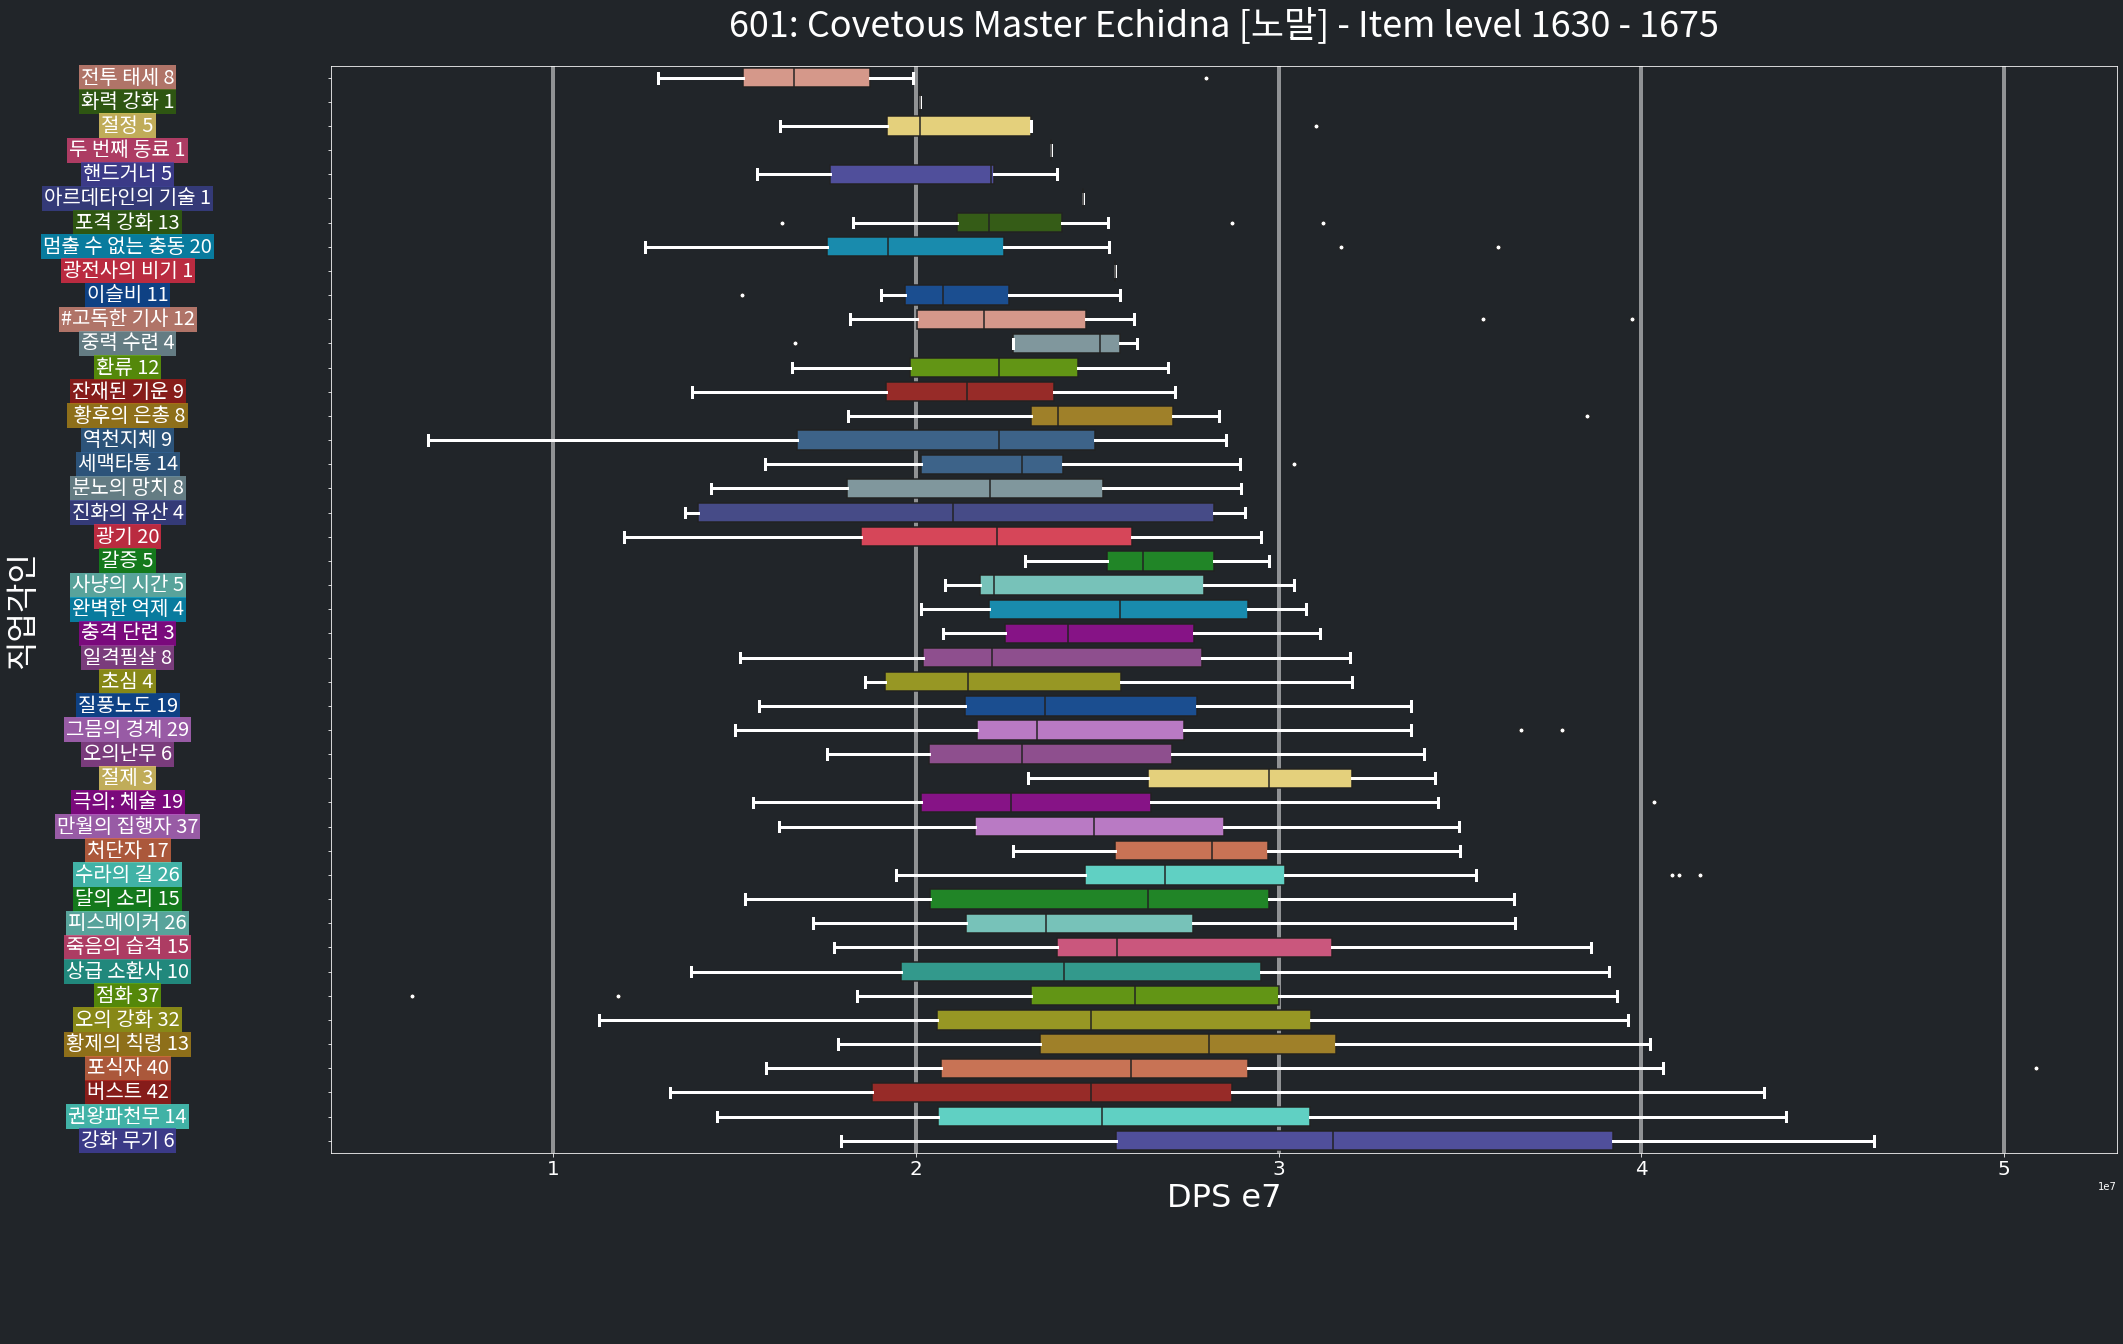 601: Covetous Master Echidna [노말] - Item level 1630 - 1675
전투 태세 8
화력 강화 1
절정 5
두 번째 동료 1
핸드거너 5
아르데타인의 기술 1
포격 강화 13
멈출 수 없는 충동 20
광전사의 비기 1
이슬비 11
#고독한 기사 12
중력 수련 4
환류 12
잔재된 기운 9
황후의 은총 8
역천지체 9
세맥타통 14
분노의 망치 8
진화의 유산 4
광기 20
갈증 5
사냥의 시간 5
완벽한 억제 4
충격 단련 3
일격필살 8
초심 4
질풍노도 19
그믐의 경계 29
오의난무 6
절제 3
극의: 체술 19
만월의 집행자 37
처단자 17
수라의 길 26
달의 소리 15
피스메이커 26
죽음의 습격 15
상급 소환사 10
점화 37
오의 강화 32
황제의 칙령 13
포식자 40
버스트 42
권왕파천무 14
강화 무기 6
직업각인
1 2 3 4 5
DPS e7
1e7